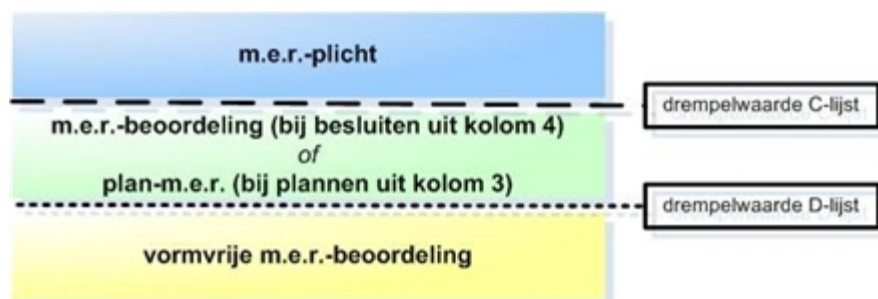 m.e.r.-plicht
drempelwaarde C-lijst
m.e.r.-beoordeling (bij besluiten uit kolom 4)
of
plan-m.e.r. (bij plannen uit kolom 3)
drempelwaarde D-lijst
vormvrije m.e.r.-beoordeling